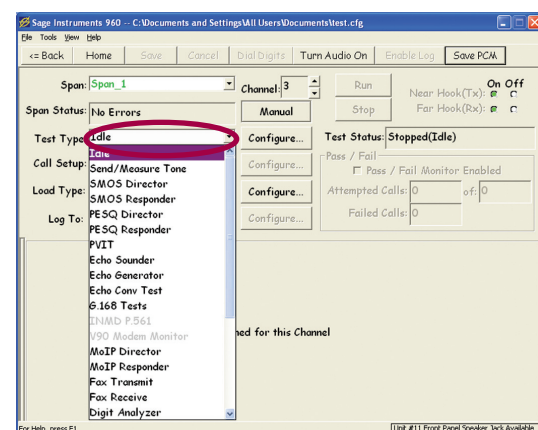 Sage Instruments 960 -- C:\Documents and Settings\All Users\Documents\test.cfg
File Tools View Help
<= Back Home Save Cancel Dial Digits Turn Audio On Enable Log Save PCM
Span: Span_1 Channel: 3 Run On Off
Near Hook(Tx):
Span Status: No Errors Manual Stop Far Hook(Rx):
Test Type: Idle Configure... Test Status: Stopped(Idle)
Idle
Pass / Fail
Call Setup: Send/Measure Tone Configure... Pass / Fail Monitor Enabled
SMOS Director
Load Type: SMOS Responder Configure... Attempted Calls: 0 of: 0
PESQ Director
Log To: PESQ Responder Configure... Failed Calls: 0
PVIT
Echo Sounder
Echo Generator
Echo Conv Test
G.168 Tests
INMD P.561
V90 Modem Monitor ned for this Channel
MoIP Director
MoIP Responder
Fax Transmit
Fax Receive
Digit Analyzer
For Help, press F1 Unit #11 Front Panel Speaker Jack Available